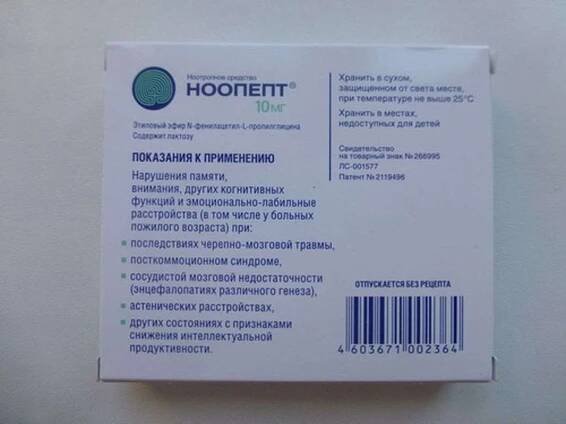 Ноотропное средство
НООПЕПТ®
10 мг
Этиловый эфир N-фенилацетил-L-пролилглицина
Содержит лактозу
ПОКАЗАНИЯ К ПРИМЕНЕНИЮ
Нарушения памяти,
внимания, других когнитивных
функций и эмоционально-лабильные
расстройства (в том числе у больных
пожилого возраста) при:
последствиях черепно-мозговой травмы,
посткоммоционном синдроме,
сосудистой мозговой недостаточности
(энцефалопатиях различного генеза),
астенических расстройствах,
других состояниях с признаками
снижения интеллектуальной
продуктивности.
Хранить в сухом,
защищенном от света месте,
при температуре не выше 25°С
Хранить в местах,
недоступных для детей
Свидетельство
на товарный знак № 266995
ЛС-001577
Патент № 2119496
ОТПУСКАЕТСЯ БЕЗ РЕЦЕПТА
4 603671 002364